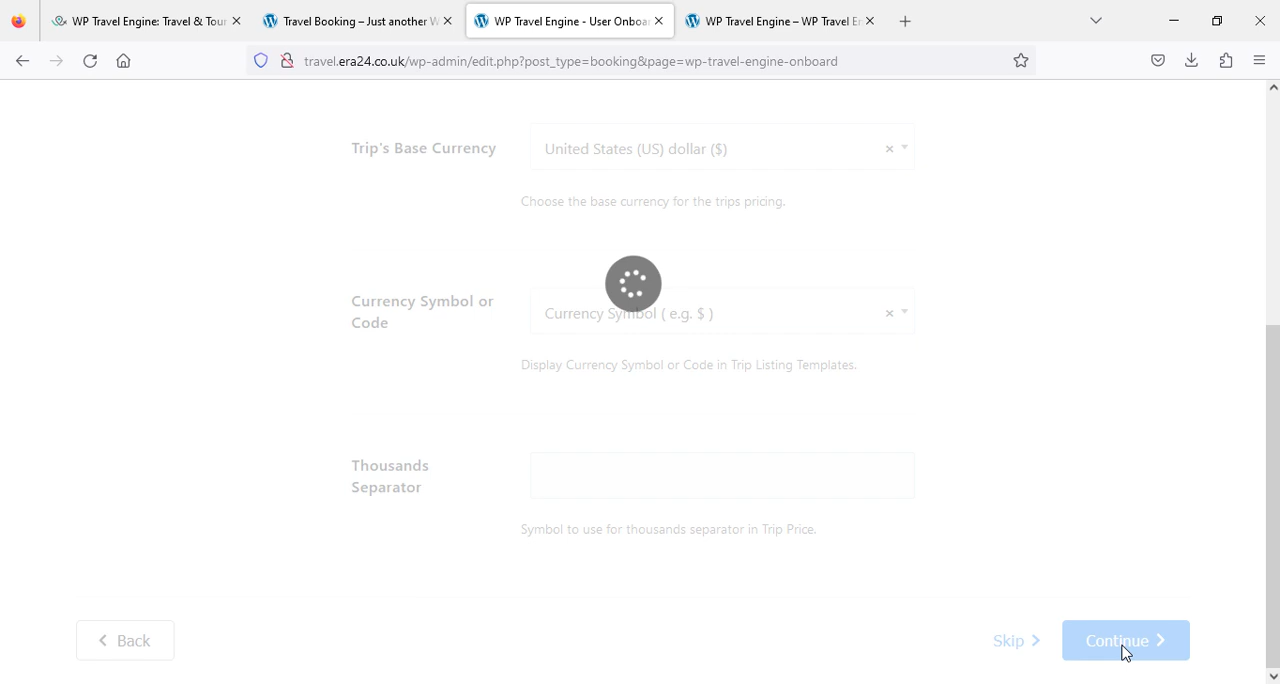 WP Travel Engine: Travel & Tour
Travel Booking – Just another W
WP Travel Engine - User Onboa
WP Travel Engine – WP Travel E
travel.era24.co.uk/wp-admin/edit.php?post_type=booking&page=wp-travel-engine-onboard
Trip's Base Currency
United States (US) dollar ($)
Choose the base currency for the trips pricing.
Currency Symbol or
Code
Currency Symbol ( e.g. $ )
Display Currency Symbol or Code in Trip Listing Templates.
Thousands
Separator
Symbol to use for thousands separator in Trip Price.
Back
Skip
Continue